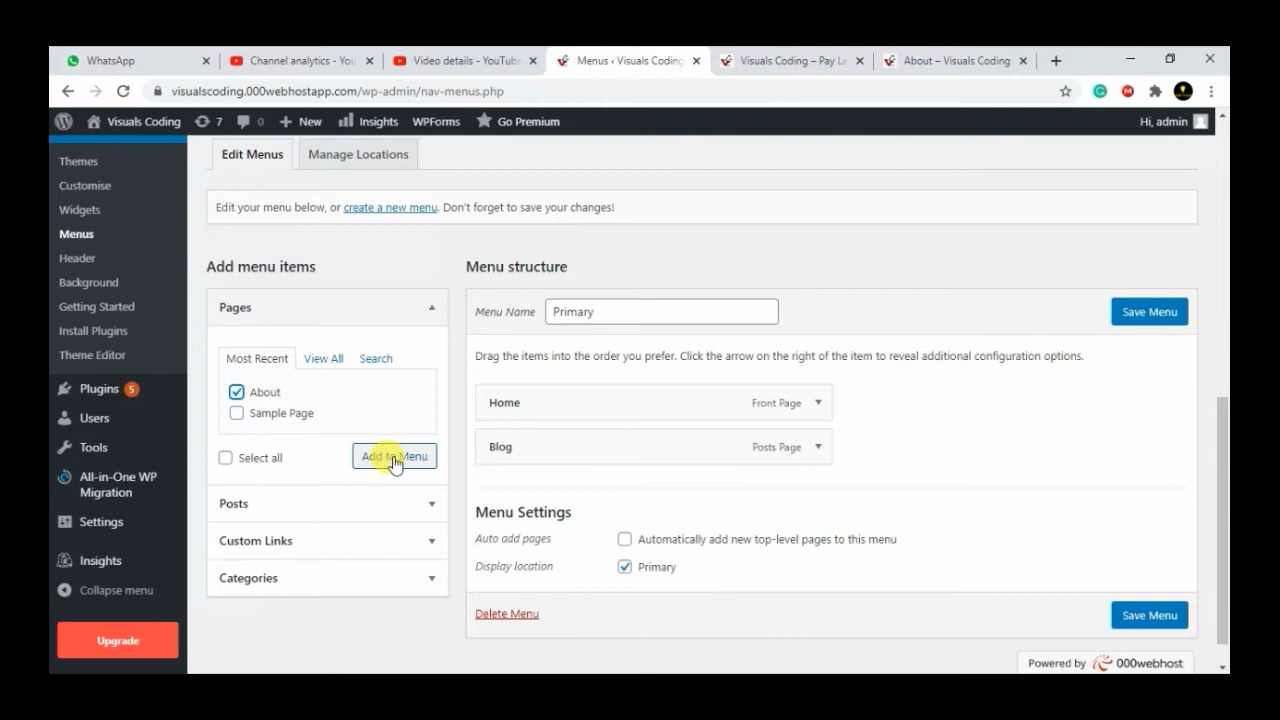 WhatsApp
Channel analytics - You
Video details - YouTube
Menus ‹ Visuals Coding
Visuals Coding – Pay Le
About – Visuals Coding
visualscoding.000webhostapp.com/wp-admin/nav-menus.php
Visuals Coding 7 0 New Insights WPForms Go Premium Hi, admin
Themes
Customise
Widgets
Menus
Header
Background
Getting Started
Install Plugins
Theme Editor
Plugins 5
Users
Tools
All-in-One WP
Migration
Settings
Insights
Collapse menu
Upgrade
Edit Menus Manage Locations
Edit your menu below, or create a new menu. Don't forget to save your changes!
Add menu items
Pages
Most Recent View All Search
About
Sample Page
Select all Add to Menu
Posts
Custom Links
Categories
Menu structure
Menu Name Primary Save Menu
Drag the items into the order you prefer. Click the arrow on the right of the item to reveal additional configuration options.
Home Front Page
Blog Posts Page
Menu Settings
Auto add pages Automatically add new top-level pages to this menu
Display location Primary
Delete Menu Save Menu
Powered by 000webhost